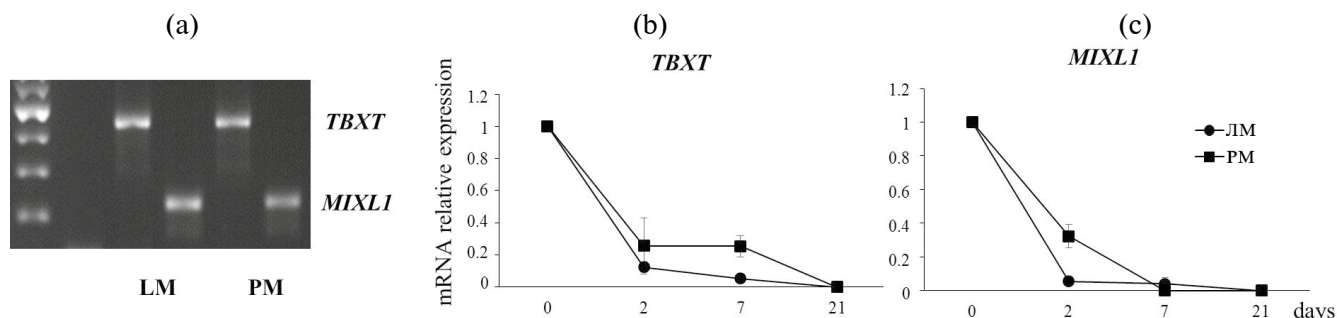 (a)
TBXT
MIXL1
LM PM
(b)
TBXT
mRNA relative expression
1.2
1
0.8
0.6
0.4
0.2
0
0 2 7 21
(c)
MIXL1
1.2
1
0.8
0.6
0.4
0.2
0
0 2 7 21 days
ЛМ
PM